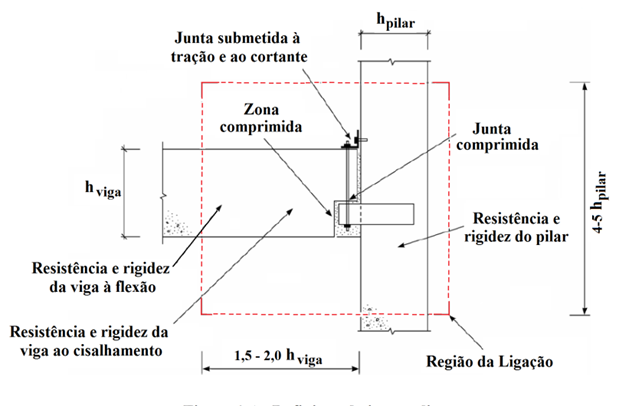 h pilar
Junta submetida à
tração e ao cortante
Zona
comprimida
Junta
comprimida
h viga
4-5 h pilar
Resistência e
rigidez do pilar
Resistência e rigidez
da viga à flexão
Resistência e rigidez da
viga ao cisalhamento
1,5 - 2,0 h viga
Região da Ligação